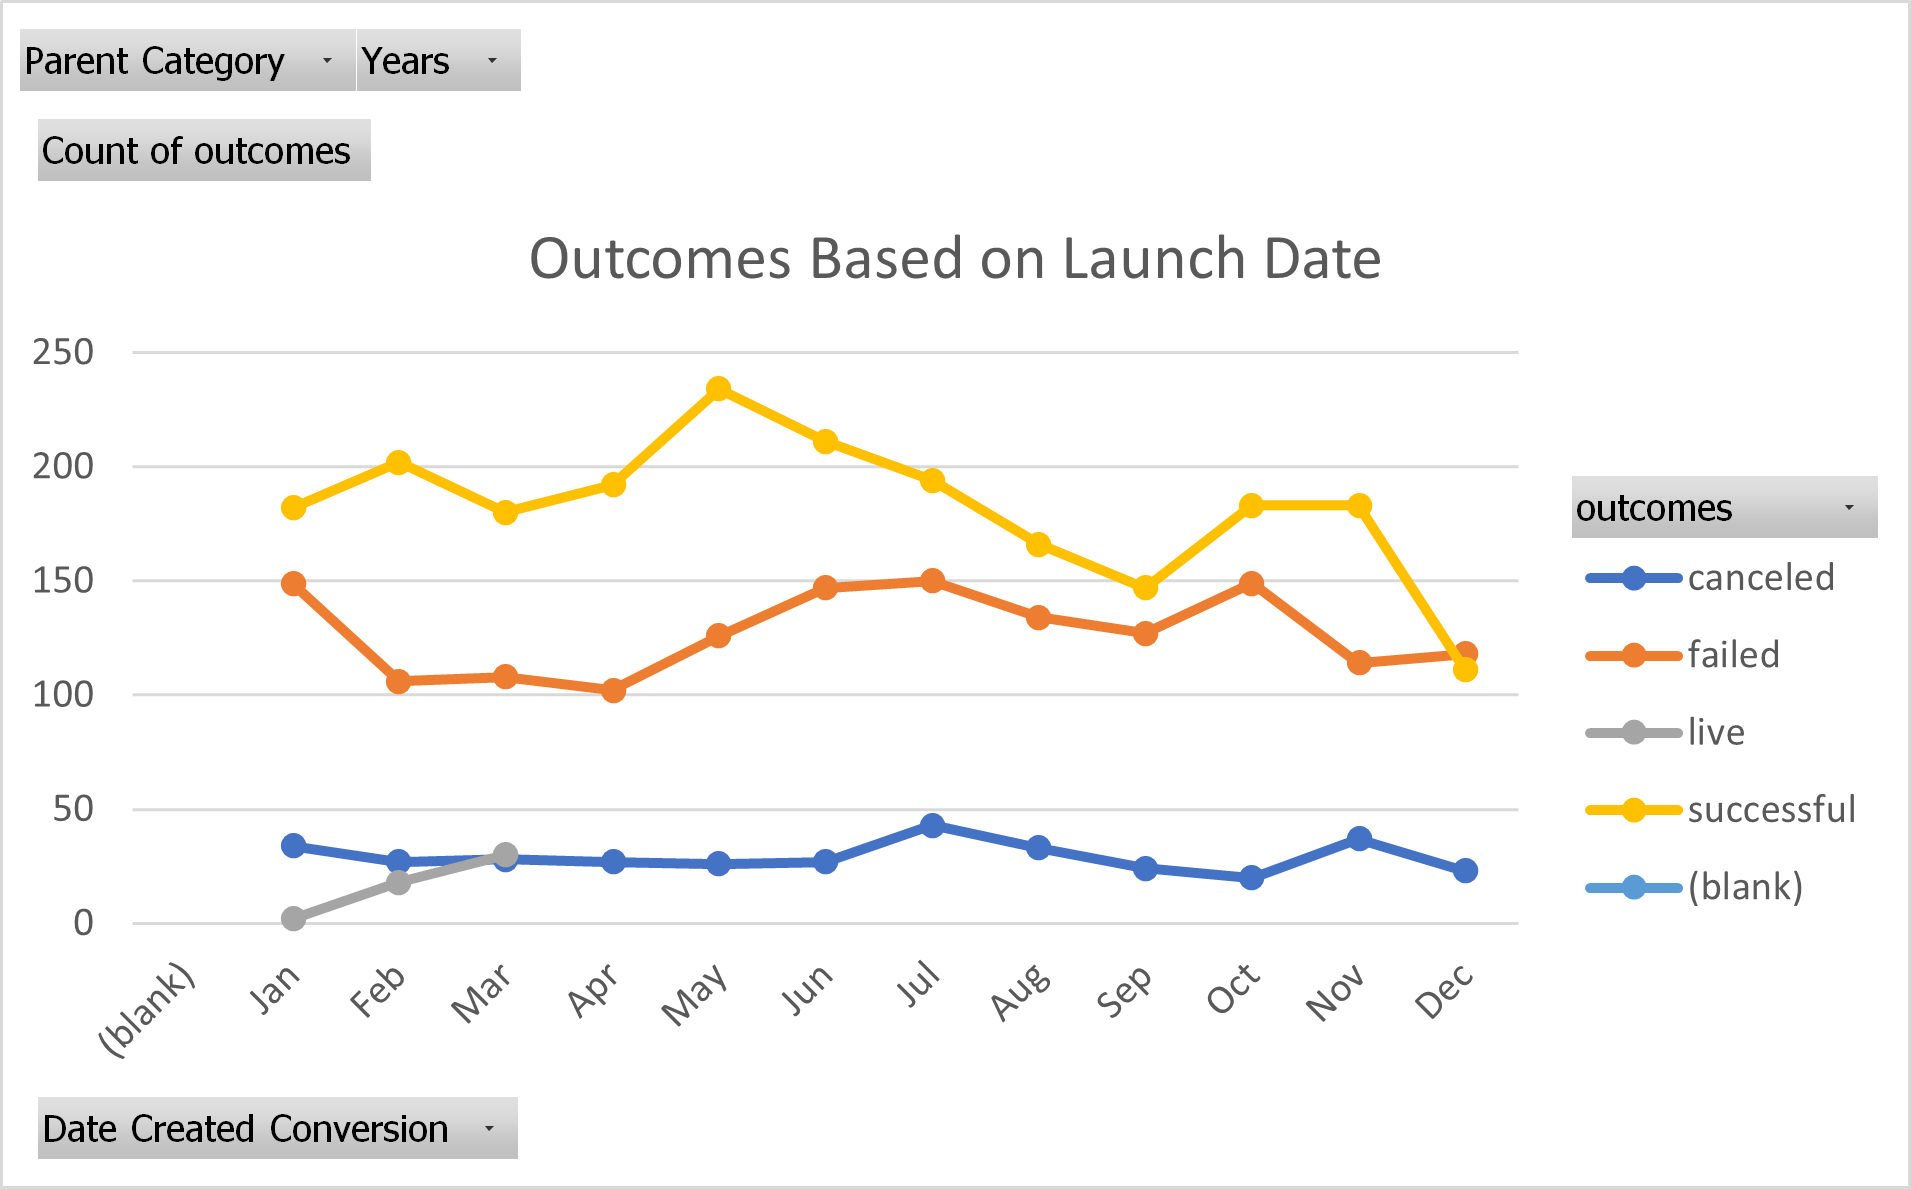 Parent Category Years
Count of outcomes
Outcomes Based on Launch Date
250
200
150
100
50
0
(blank) Jan Feb Mar Apr May Jun Jul Aug Sep Oct Nov Dec
outcomes
canceled
failed
live
successful
(blank)
Date Created Conversion